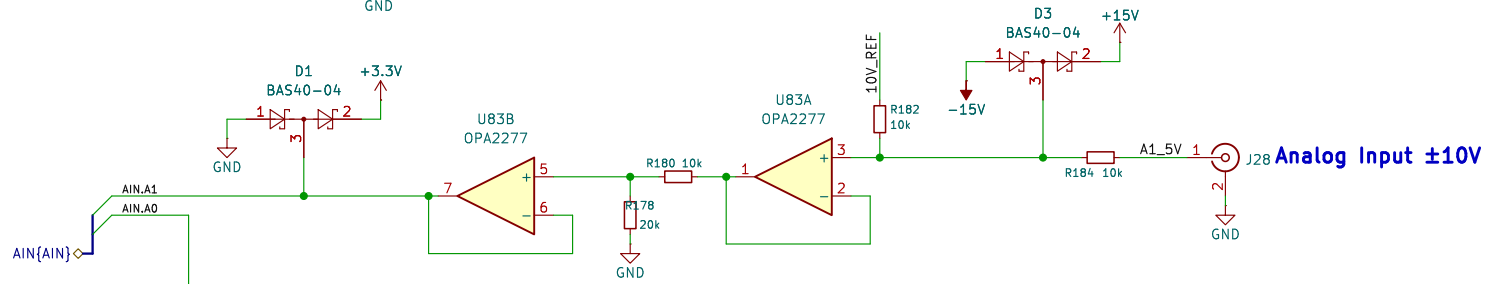 GND
D3
BAS40-04
+15V
1
2
3
-15V
10V_REF
R182
10k
D1
BAS40-04
+3.3V
1
2
3
GND
U83B
OPA2277
U83A
OPA2277
A1_5V
1
J28
Analog Input ±10V
R184 10k
2
GND
3
1
2
R180 10k
5
7
6
R178
20k
GND
AIN.A1
AIN.A0
AIN{AIN}
+
-
+
-